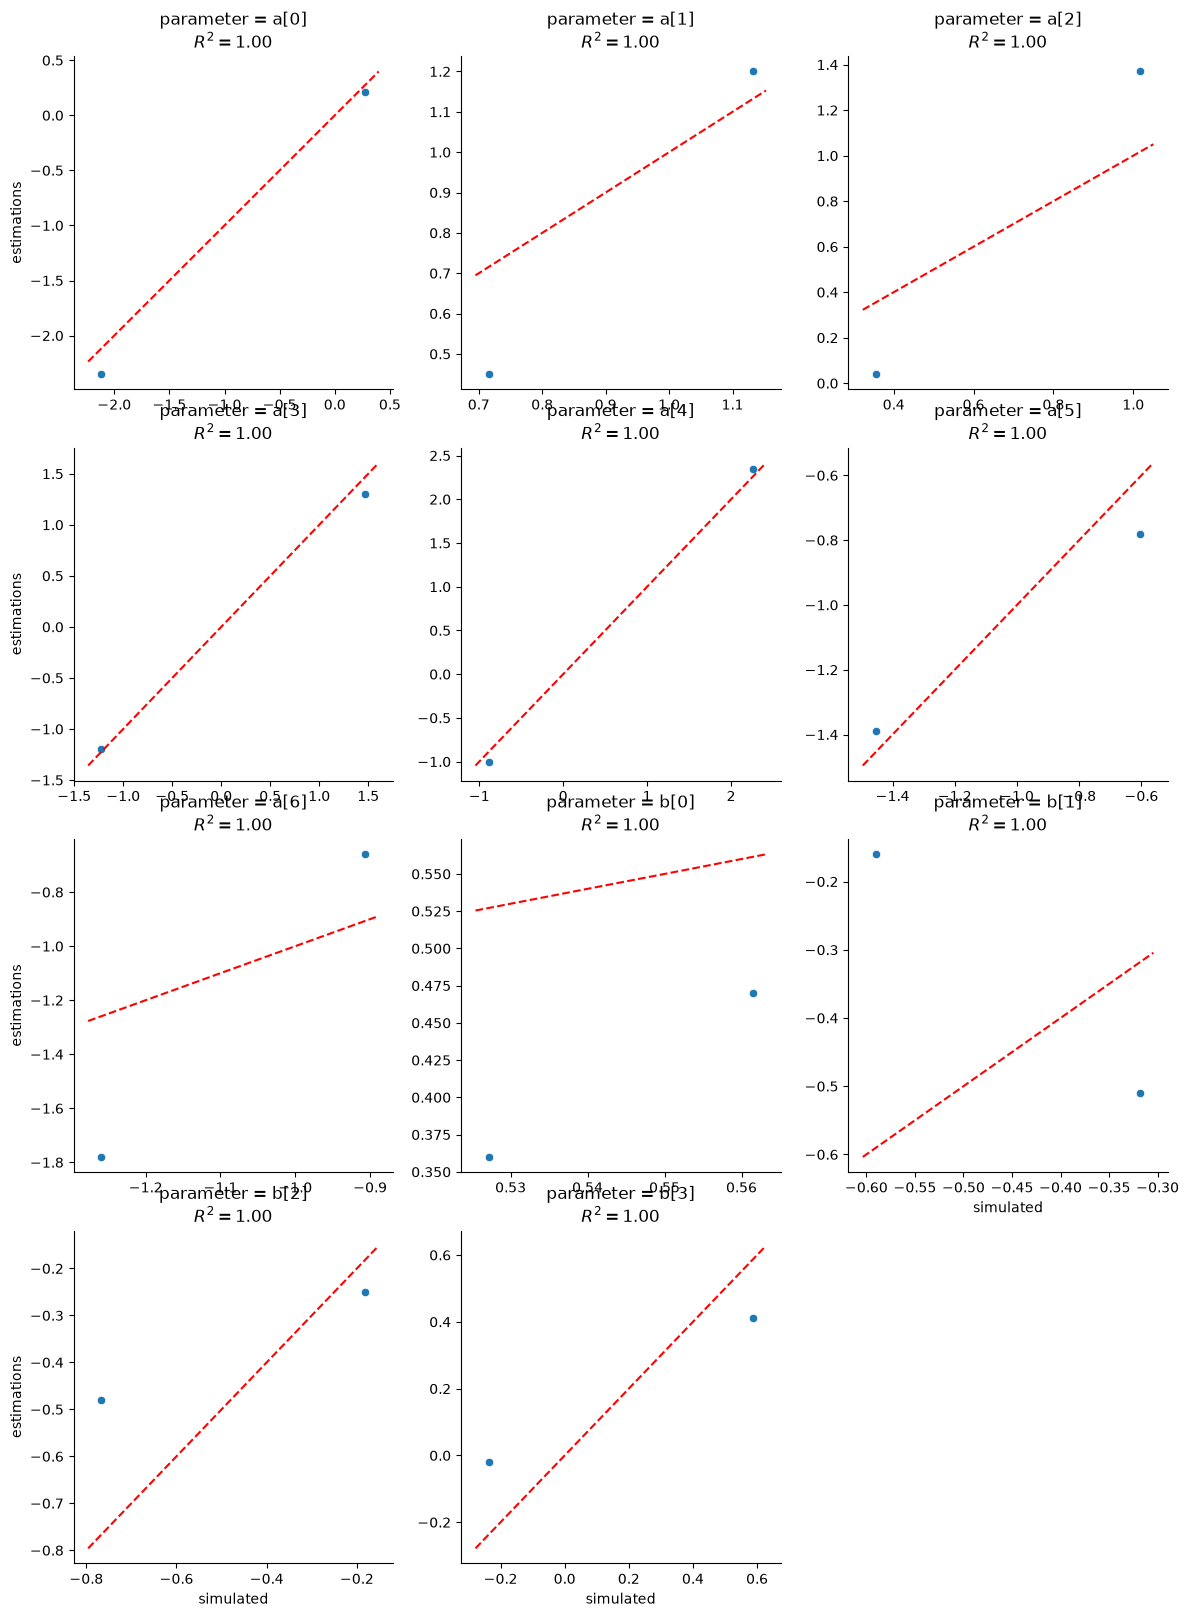 parameter = a[0] parameter = a[1] parameter = a[2]
R² = 1.00 R² = 1.00 R² = 1.00
estimations
0.5
0.0
−0.5
−1.0
−1.5
−2.0
−2.0 −1.5 −1.0 −0.5 0.0 0.5
1.2
1.1
1.0
0.9
0.8
0.7
0.6
0.5
0.7 0.8 0.9 1.0 1.1
1.4
1.2
1.0
0.8
0.6
0.4
0.2
0.0
0.4 0.6 0.8 1.0
parameter = a[3] parameter = a[4] parameter = a[5]
R² = 1.00 R² = 1.00 R² = 1.00
estimations
1.5
1.0
0.5
0.0
−0.5
−1.0
−1.5
−1.5 −1.0 −0.5 0.0 0.5 1.0 1.5
2.5
2.0
1.5
1.0
0.5
0.0
−0.5
−1.0
−1 0 1 2
−0.6
−0.8
−1.0
−1.2
−1.4
−1.4 −1.2 −1.0 −0.8 −0.6
parameter = a[6] parameter = b[0] parameter = b[1]
R² = 1.00 R² = 1.00 R² = 1.00
estimations
−0.8
−1.0
−1.2
−1.4
−1.6
−1.8
−1.2 −1.1 −1.0 −0.9
0.550
0.525
0.500
0.475
0.450
0.425
0.400
0.375
0.350
0.53 0.54 0.55 0.56
−0.2
−0.3
−0.4
−0.5
−0.6
−0.60 −0.55 −0.50 −0.45 −0.40 −0.35 −0.30
simulated
parameter = b[2] parameter = b[3]
R² = 1.00 R² = 1.00
estimations
−0.2
−0.3
−0.4
−0.5
−0.6
−0.7
−0.8
−0.8 −0.6 −0.4 −0.2
simulated
0.6
0.4
0.2
0.0
−0.2
−0.2 0.0 0.2 0.4 0.6
simulated